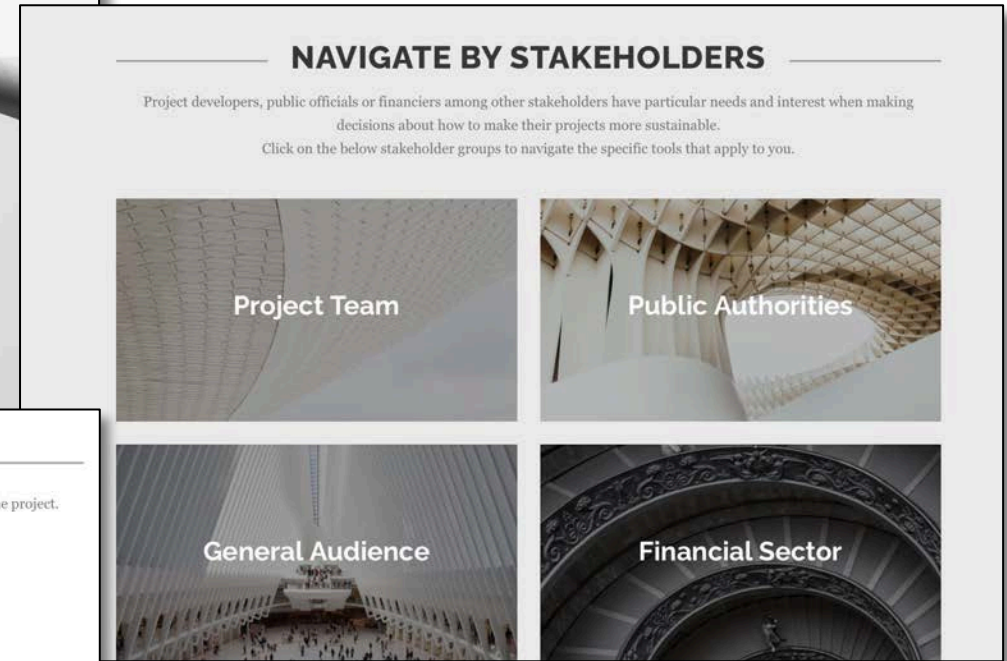 NAVIGATE BY STAKEHOLDERS
Project developers, public officials or financiers among other stakeholders have particular needs and interest when making
decisions about how to make their projects more sustainable.
Click on the below stakeholder groups to navigate the specific tools that apply to you.
Project Team
Public Authorities
General Audience
Financial Sector
project.